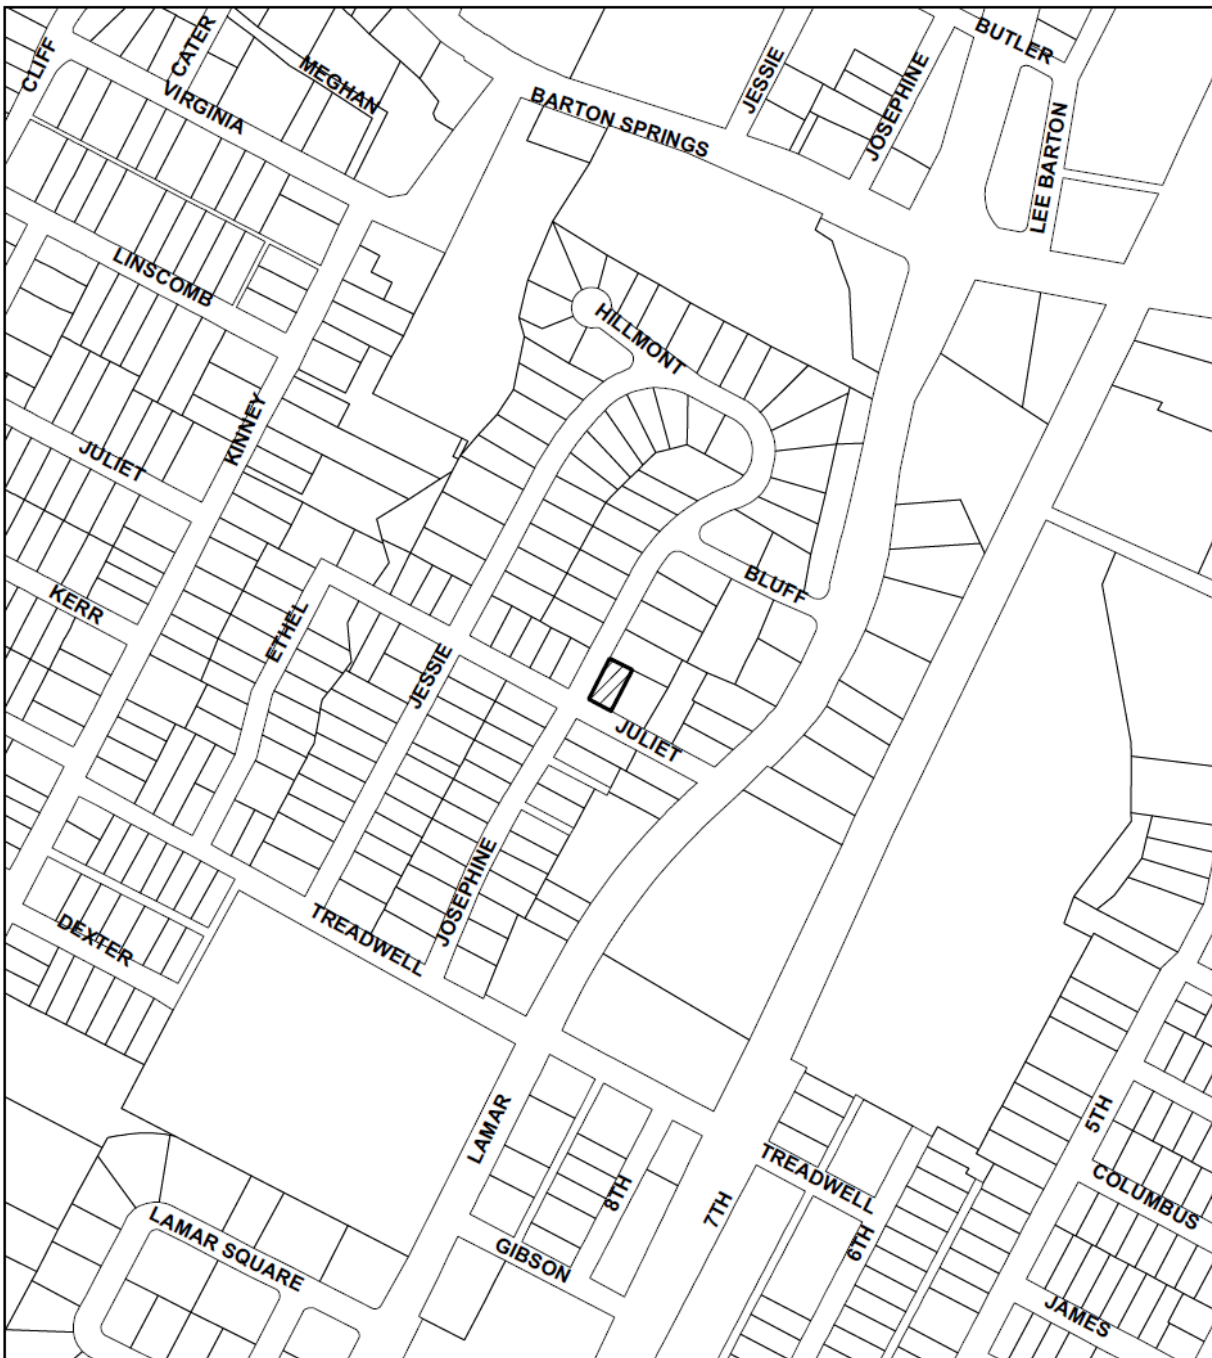 BUTLER
CLIFF
CATER
MEGHAN
VIRGINIA
JESSIE
JOSEPHINE
BARTON SPRINGS
LEE BARTON
LINSCOMB
HILLMONT
KINNEY
JULIET
BLUFF
KERR
ETHEL
JESSIE
JULIET
JOSEPHINE
TREADWELL
DEXTER
LAMAR
5TH
TREADWELL
8TH
7TH
6TH
COLUMBUS
LAMAR SQUARE
GIBSON
JAMES